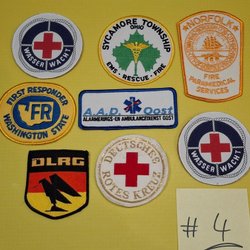 WASSER WACHT
SYCAMORE TOWNSHIP
OHIO
EMS - RESCUE - FIRE
NORFOLK
FIRE
PARAMEDICAL
SERVICES
FIRST RESPONDER
FR
WASHINGTON STATE
A.A.D. Oost
ALARMERINGS- EN AMBULANCEDIENST OOST
WASSER WACHT
DLRG
DEUTSCHES
ROTES KREUZ
# 4